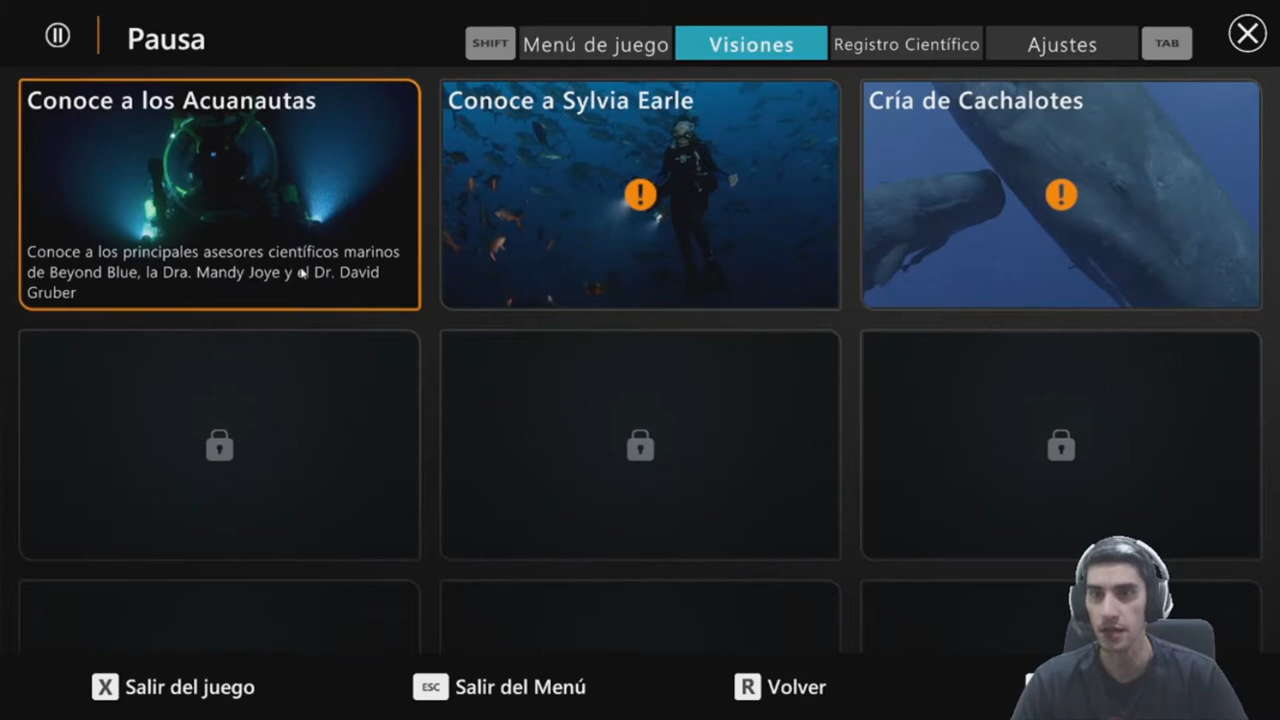 Pausa
SHIFT
Menú de juego
Visiones
Registro Científico
Ajustes
TAB
Conoce a los Acuanautas
Conoce a Sylvia Earle
Cría de Cachalotes
!
!
Conoce a los principales asesores científicos marinos
de Beyond Blue, la Dra. Mandy Joye y el Dr. David
Gruber
X Salir del juego
ESC Salir del Menú
R Volver